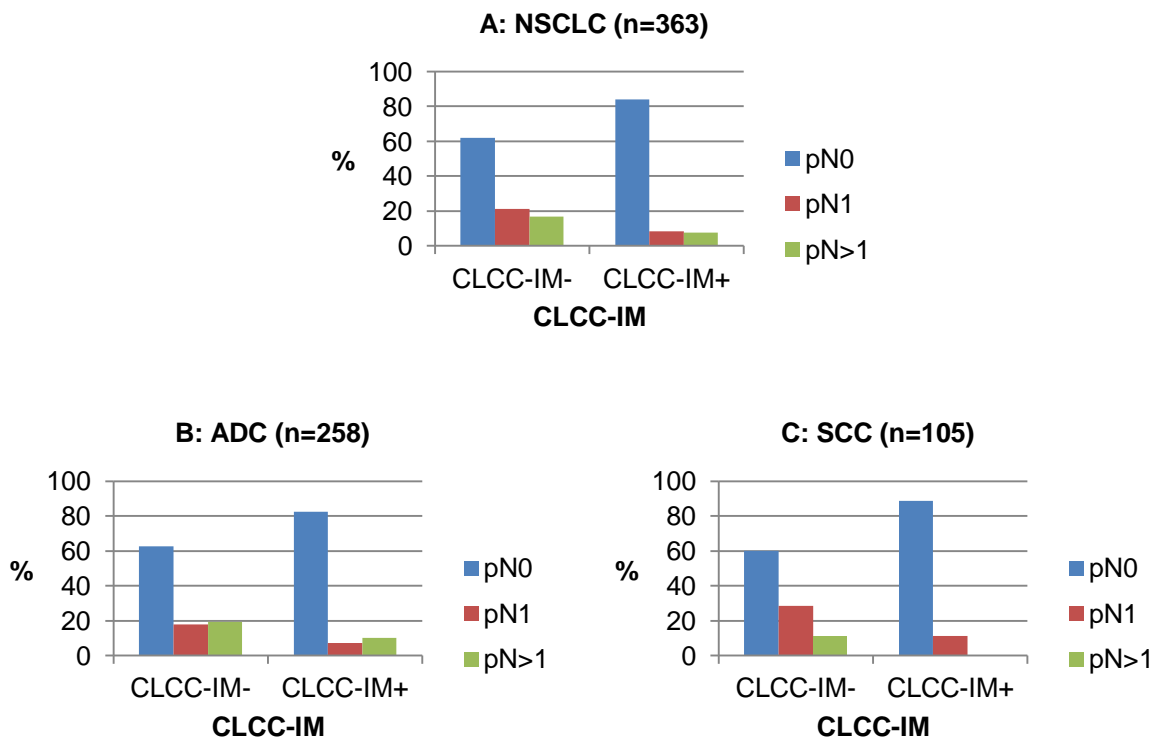 A: NSCLC (n=363)
100
80
60
40
20
0
%
CLCC-IM- CLCC-IM+
CLCC-IM
pN0
pN1
pN>1
B: ADC (n=258)
100
80
60
40
20
0
%
CLCC-IM- CLCC-IM+
CLCC-IM
pN0
pN1
pN>1
C: SCC (n=105)
100
80
60
40
20
0
%
CLCC-IM- CLCC-IM+
CLCC-IM
pN0
pN1
pN>1